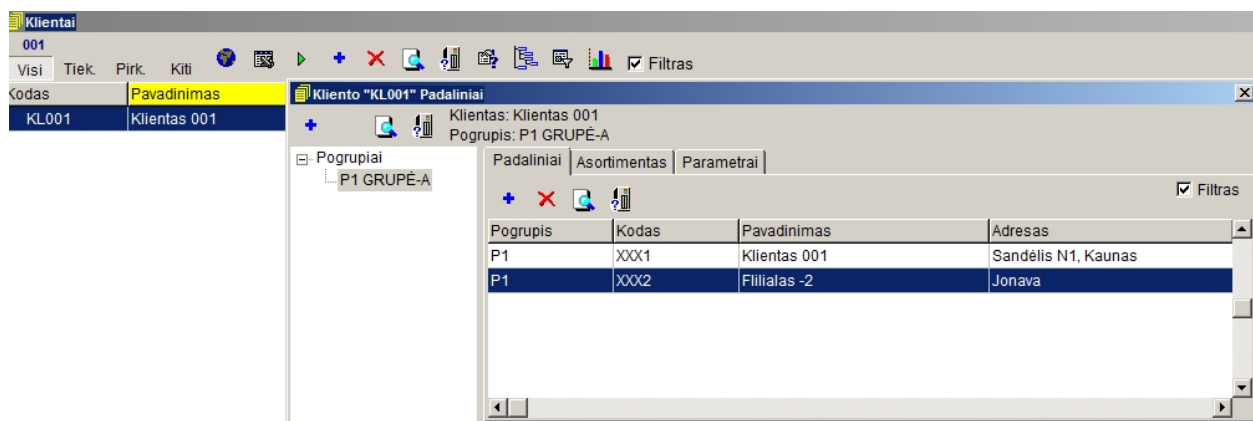 Klientai
001
Visi Tiek. Pirk. Kiti Filtras
Kodas Pavadinimas
KL001 Klientas 001
Kliento "KL001" Padaliniai
Klientas: Klientas 001
Pogrupis: P1 GRUPĖ-A
Pogrupiai
P1 GRUPĖ-A
Padaliniai Asortimentas Parametrai
Filtras
Pogrupis Kodas Pavadinimas Adresas
P1 XXX1 Klientas 001 Sandėlis N1, Kaunas
P1 XXX2 Flilialas -2 Jonava